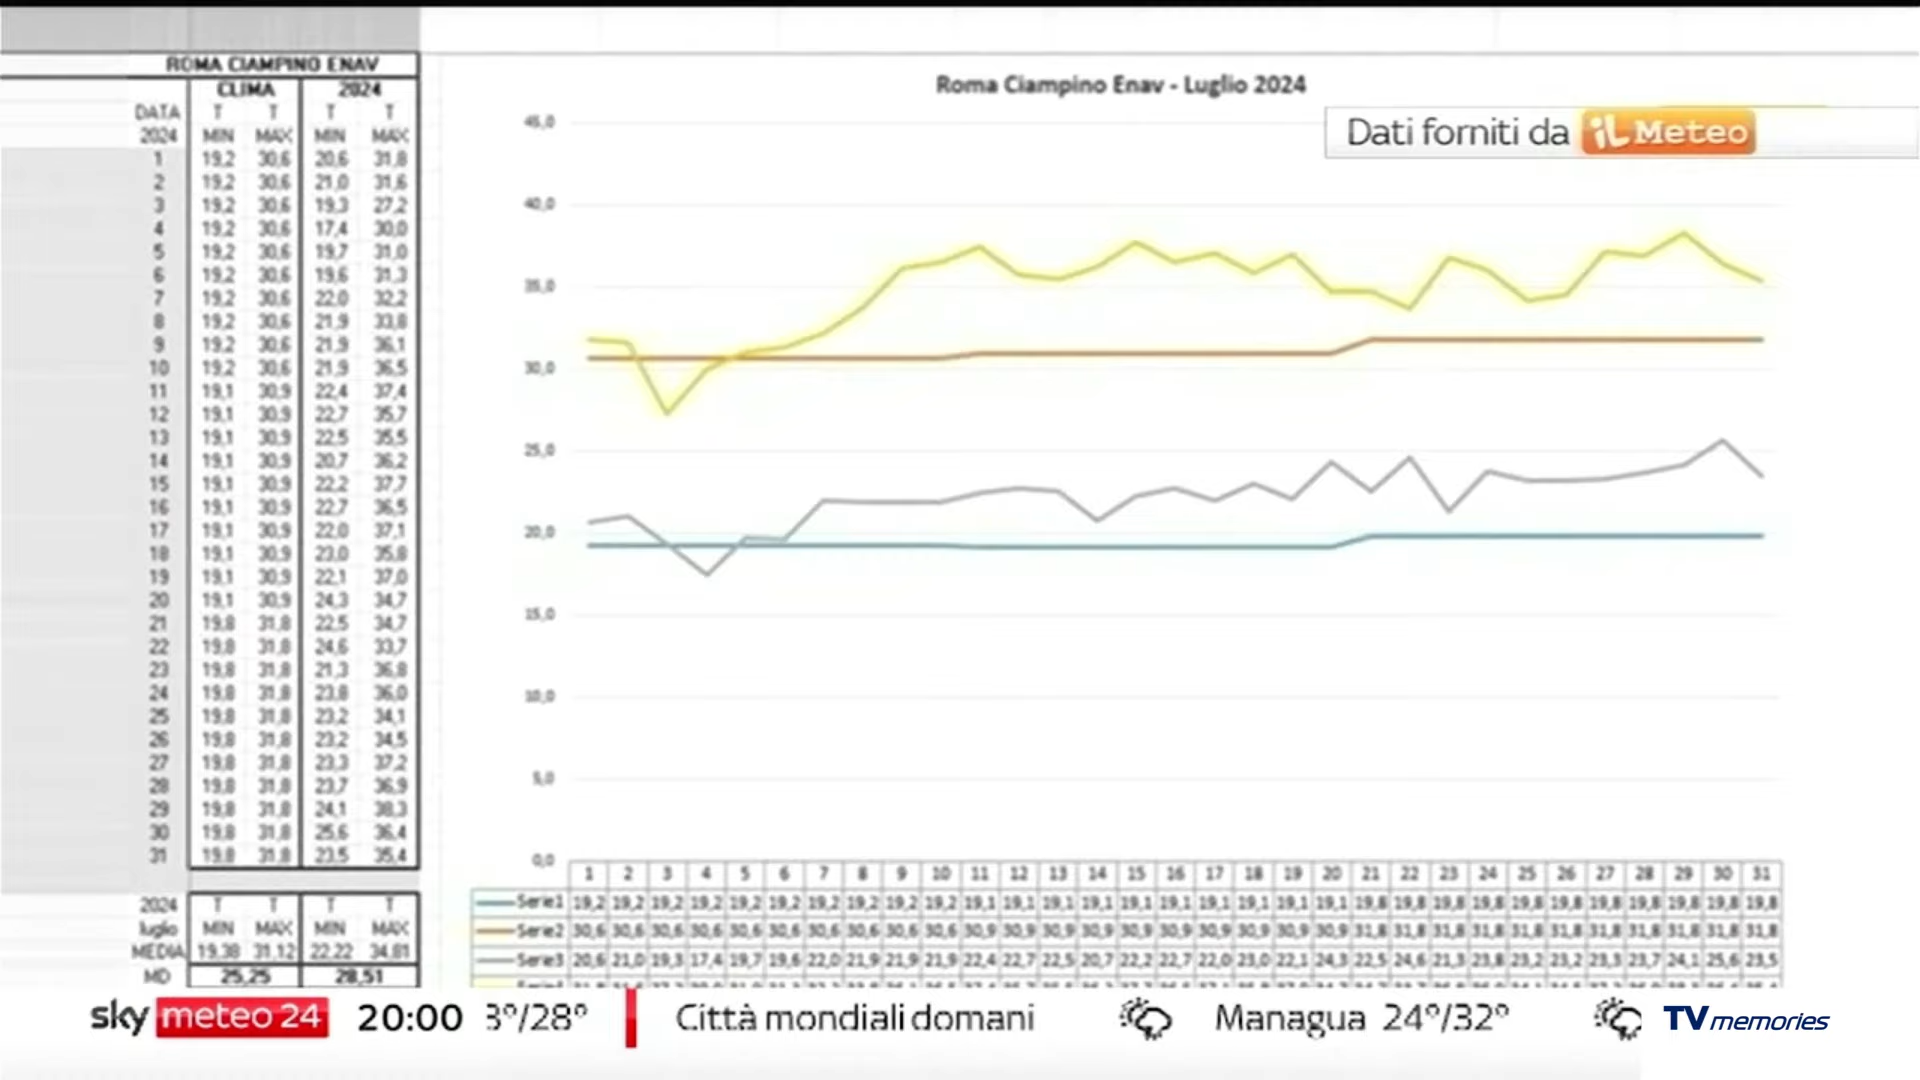 ROMA CIAMPINO ENAV
CLIMA 2024
DATA T T T T
2024 MIN MAX MIN MAX
1 19,2 30,6 20,6 31,8
2 19,2 30,6 21,0 31,6
3 19,2 30,6 19,3 27,2
4 19,2 30,6 17,4 30,0
5 19,2 30,6 19,7 31,0
6 19,2 30,6 19,6 31,3
7 19,2 30,6 22,0 32,2
8 19,2 30,6 21,9 33,8
9 19,2 30,6 21,9 36,1
10 19,2 30,6 21,9 36,5
11 19,1 30,9 22,4 37,4
12 19,1 30,9 22,7 35,7
13 19,1 30,9 22,5 35,5
14 19,1 30,9 20,7 36,2
15 19,1 30,9 22,2 37,7
16 19,1 30,9 22,7 36,5
17 19,1 30,9 22,0 37,1
18 19,1 30,9 23,0 35,8
19 19,1 30,9 22,1 37,0
20 19,1 30,9 24,3 34,7
21 19,8 31,8 22,5 34,7
22 19,8 31,8 24,6 33,7
23 19,8 31,8 21,3 36,8
24 19,8 31,8 23,8 36,0
25 19,8 31,8 23,2 34,1
26 19,8 31,8 23,2 34,5
27 19,8 31,8 23,3 37,2
28 19,8 31,8 23,7 36,9
29 19,8 31,8 24,1 38,3
30 19,8 31,8 25,6 36,4
31 19,8 31,8 23,5 35,4
2024 T T T T
luglio MIN MAX MIN MAX
MEDIA 19,38 31,12 22,22 34,81
MD 25,25 28,51
Roma Ciampino Enav - Luglio 2024
Dati forniti da iL Meteo
45,0
40,0
35,0
30,0
25,0
20,0
15,0
10,0
5,0
0,0
1 2 3 4 5 6 7 8 9 10 11 12 13 14 15 16 17 18 19 20 21 22 23 24 25 26 27 28 29 30 31
Serie1 19,2 19,2 19,2 19,2 19,2 19,2 19,2 19,2 19,2 19,2 19,1 19,1 19,1 19,1 19,1 19,1 19,1 19,1 19,1 19,1 19,8 19,8 19,8 19,8 19,8 19,8 19,8 19,8 19,8 19,8 19,8
Serie2 30,6 30,6 30,6 30,6 30,6 30,6 30,6 30,6 30,6 30,6 30,9 30,9 30,9 30,9 30,9 30,9 30,9 30,9 30,9 30,9 31,8 31,8 31,8 31,8 31,8 31,8 31,8 31,8 31,8 31,8 31,8
Serie3 20,6 21,0 19,3 17,4 19,7 19,6 22,0 21,9 21,9 21,9 22,4 22,7 22,5 20,7 22,2 22,7 22,0 23,0 22,1 24,3 22,5 24,6 21,3 23,8 23,2 23,2 23,3 23,7 24,1 25,6 23,5
sky meteo 24 20:00 3°/28° Città mondiali domani Managua 24°/32° TV memories